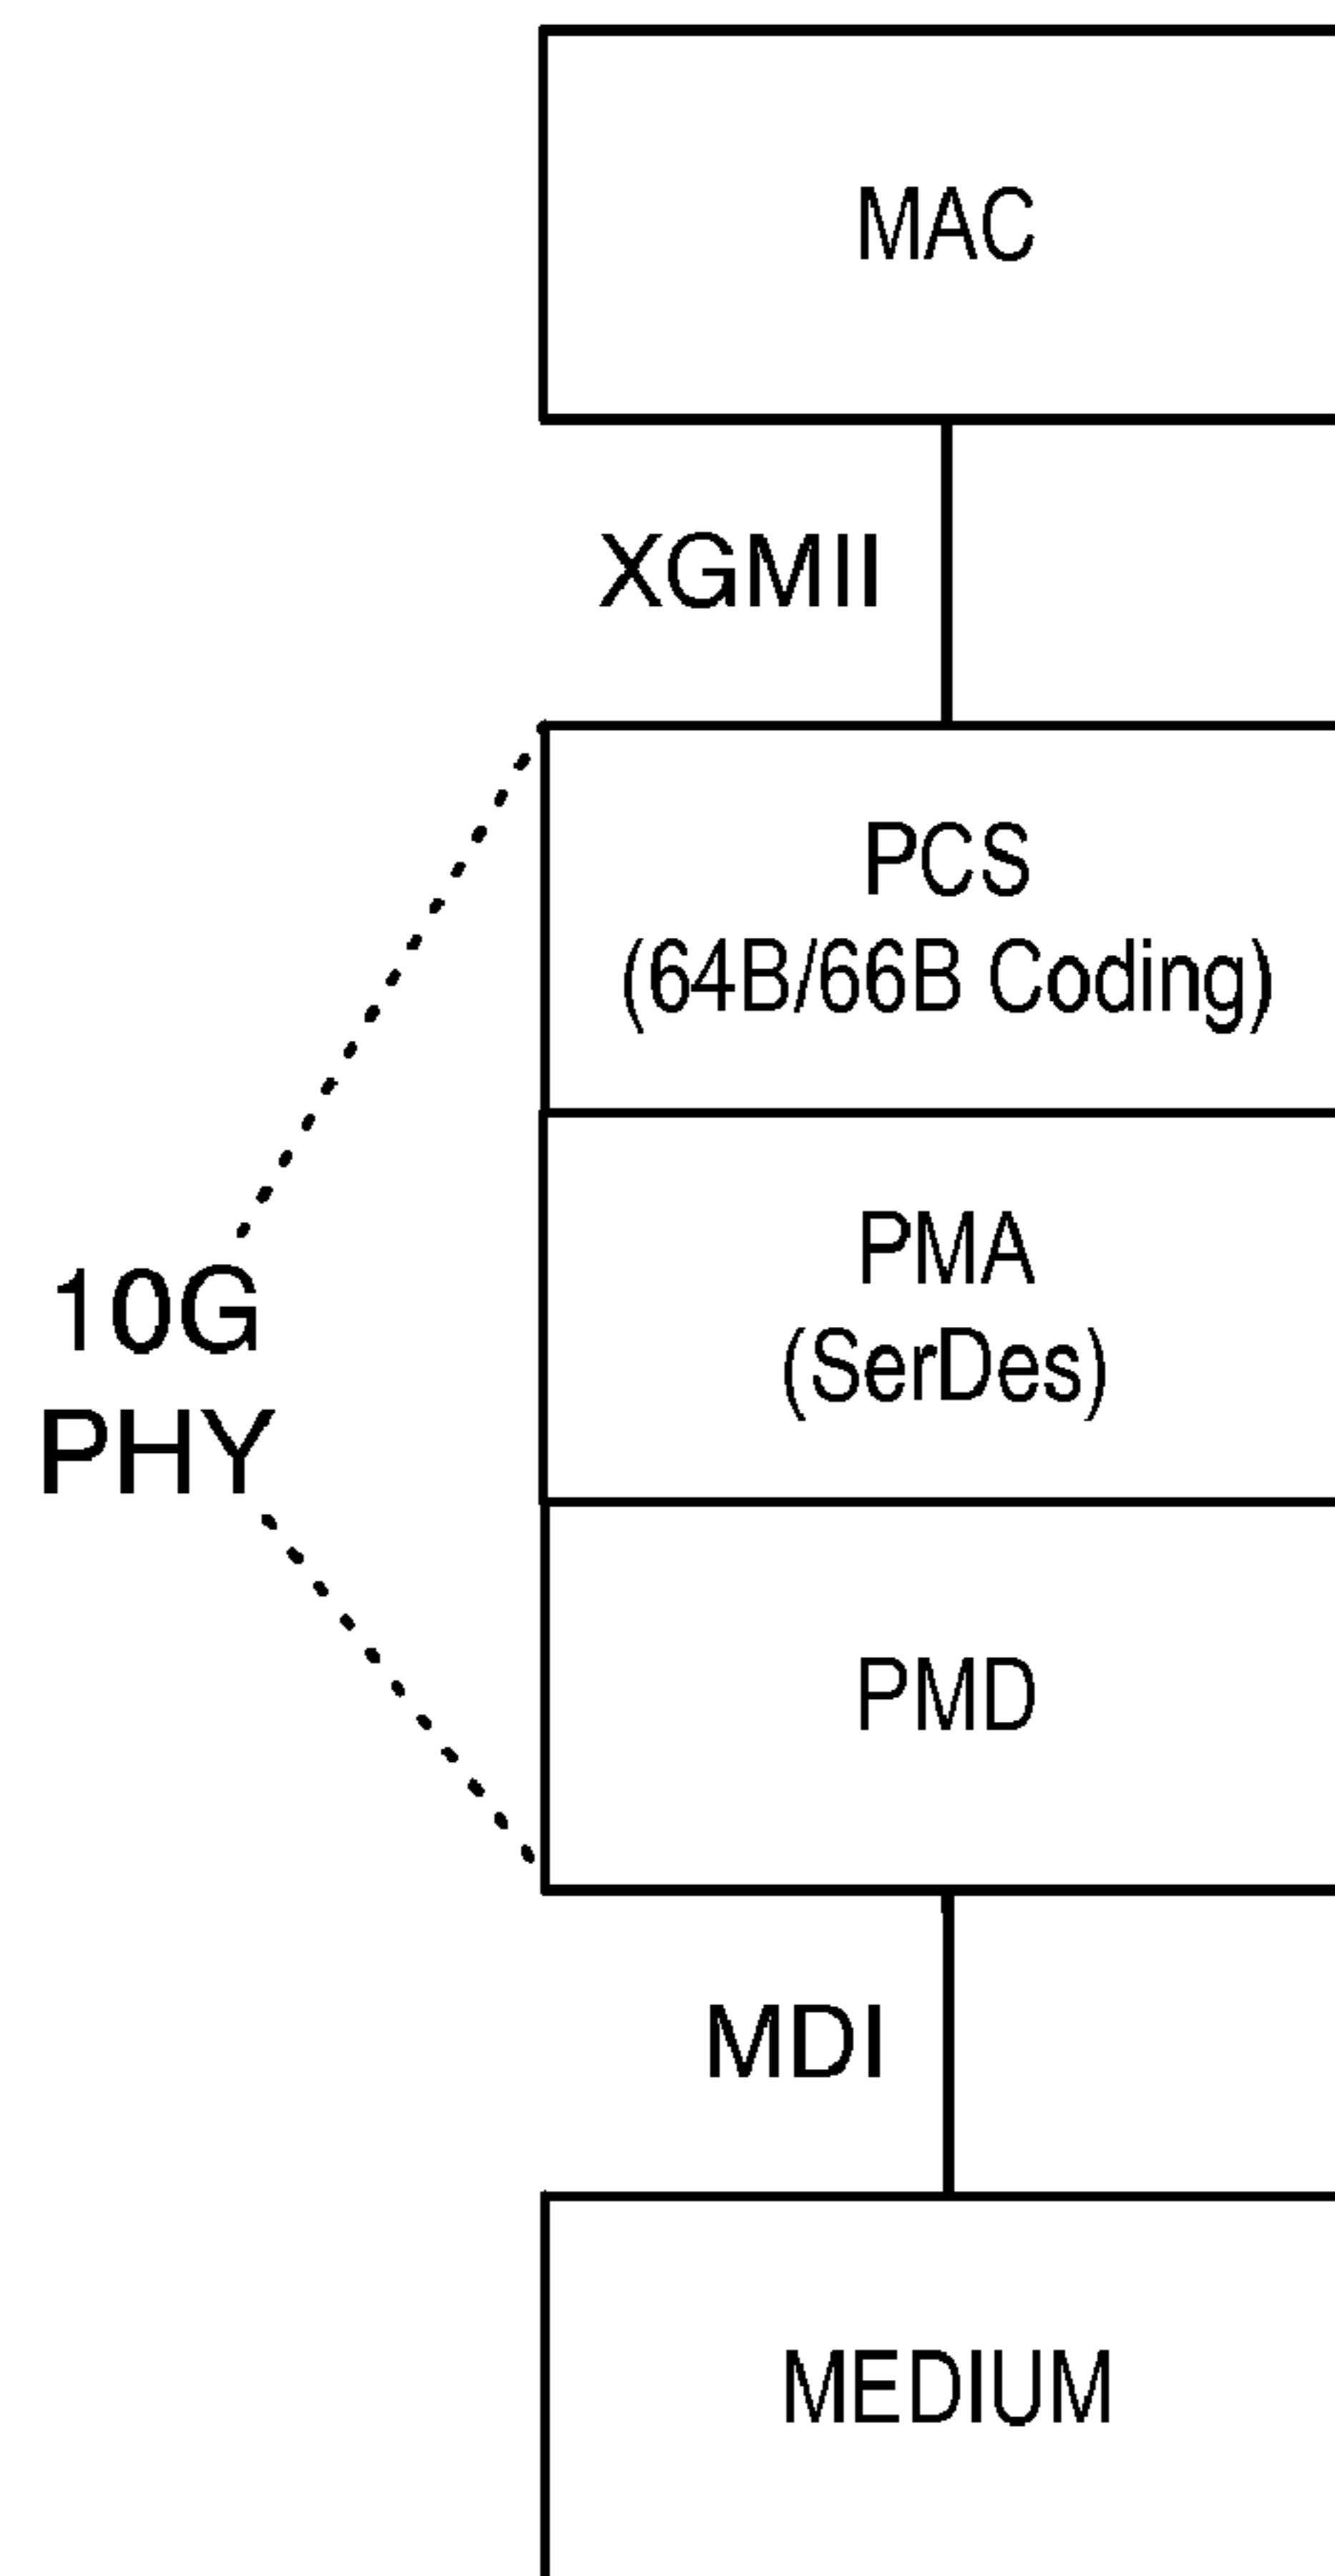 MAC
XGMII
PCS
(64B/66B Coding)
10G
PHY
PMA
(SerDes)
PMD
MDI
MEDIUM